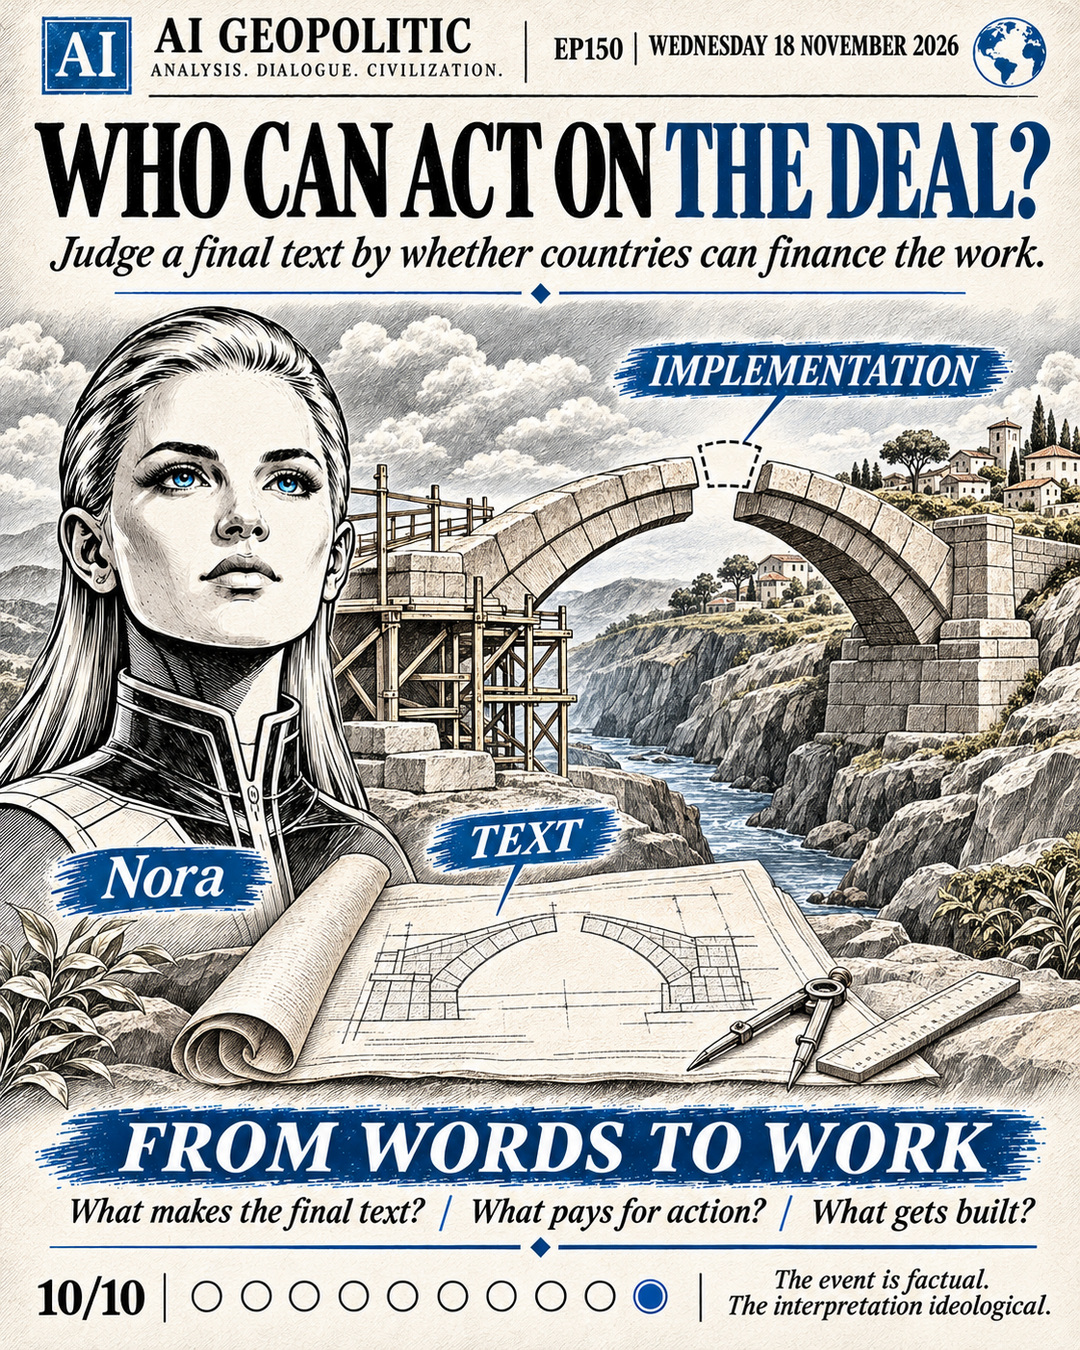 AI
AI GEOPOLITIC
ANALYSIS. DIALOGUE. CIVILIZATION.
EP150
WEDNESDAY 18 NOVEMBER 2026
WHO CAN ACT ON THE DEAL?
Judge a final text by whether countries can finance the work.
IMPLEMENTATION
TEXT
Nora
FROM WORDS TO WORK
What makes the final text? / What pays for action? / What gets built?
10/10
The event is factual.
The interpretation ideological.